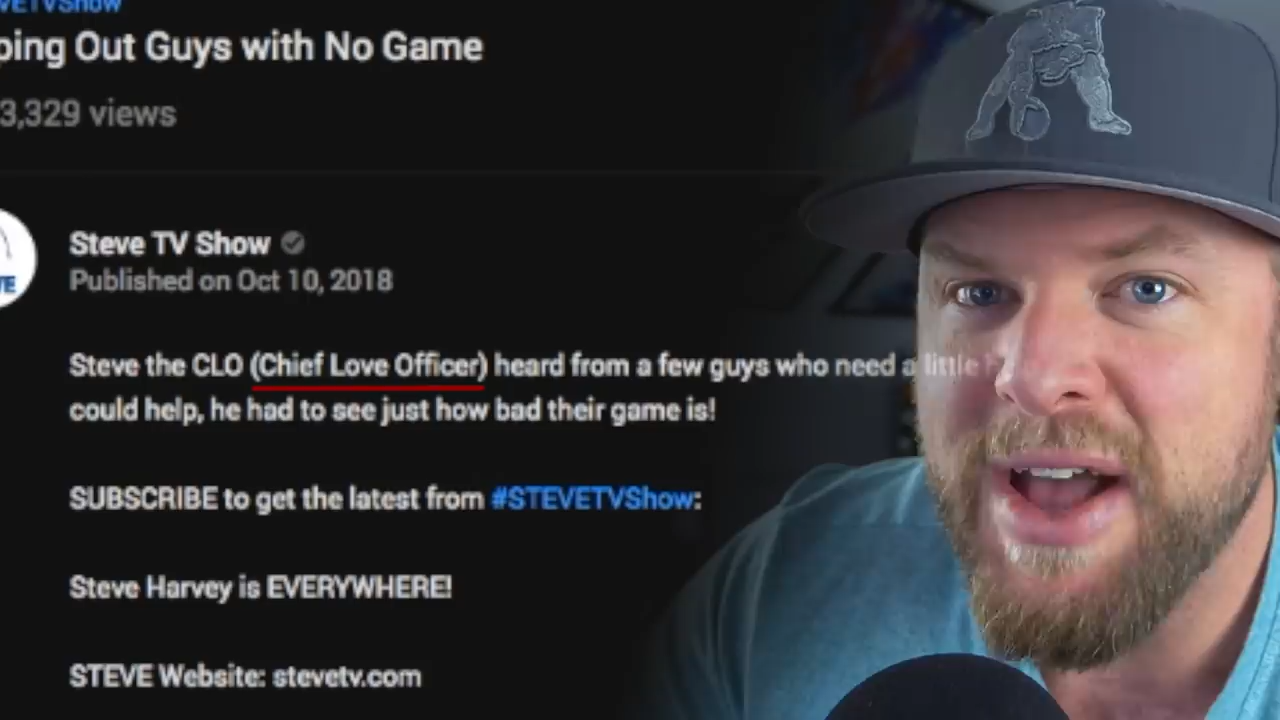 #STEVETVShow
ping Out Guys with No Game
3,329 views
Steve TV Show
Published on Oct 10, 2018
Steve the CLO (Chief Love Officer) heard from a few guys who need a little
could help, he had to see just how bad their game is!
SUBSCRIBE to get the latest from #STEVETVShow:
Steve Harvey is EVERYWHERE!
STEVE Website: stevetv.com